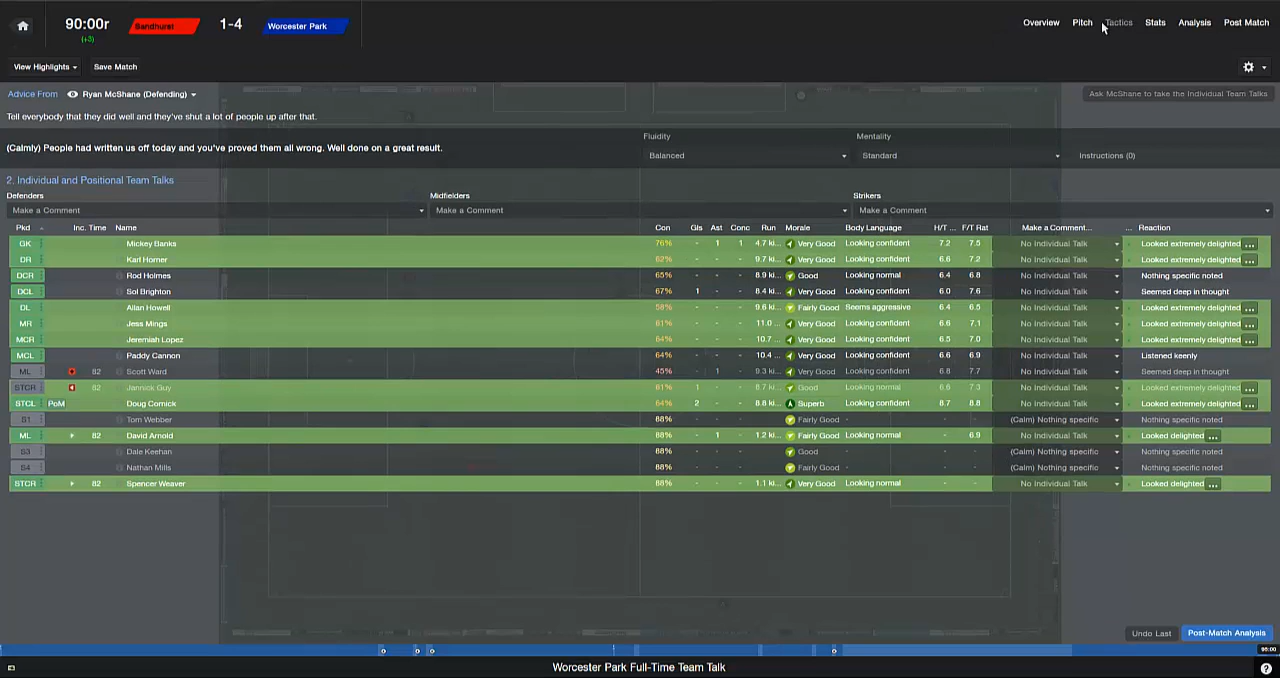 90:00r Bandhurst 1-4 Worcester Park Overview Pitch Tactics Stats Analysis Post Match
(+3)
View Highlights Save Match
Advice From Ryan McShane (Defending) Ask McShane to take the Individual Team Talks
Tell everybody that they did well and they've shut a lot of people up after that.
Fluidity Mentality
(Calmly) People had written us off today and you've proved them all wrong. Well done on a great result. Balanced Standard Instructions (0)
2. Individual and Positional Team Talks
Defenders Midfielders Strikers
Make a Comment Make a Comment Make a Comment
Pkd Inc. Time Name Con Gls Ast Conc Run Morale Body Language H/T ... F/T Rat Make a Comment... ... Reaction
GK Mickey Banks 76% - 1 1 4.7 ki... Very Good Looking confident 7.2 7.5 No Individual Talk Looked extremely delighted ...
DR Karl Homer 62% - - - 9.7 ki... Very Good Looking confident 6.6 7.2 No Individual Talk Looked extremely delighted ...
DCR Rod Holmes 65% - - - 8.9 ki... Good Looking normal 6.4 6.8 No Individual Talk Nothing specific noted
DCL Sol Brighton 67% 1 - - 8.4 ki... Very Good Looking confident 6.0 7.6 No Individual Talk Seemed deep in thought
DL Allan Howell 58% - - - 9.6 ki... Fairly Good Seems aggressive 6.4 6.5 No Individual Talk Looked extremely delighted ...
MR Jess Mings 61% - - - 11.0 ... Very Good Looking confident 6.6 7.1 No Individual Talk Looked extremely delighted ...
MCR Jeremiah Lopez 64% - - - 10.7 ... Very Good Looking confident 6.5 7.0 No Individual Talk Looked extremely delighted ...
MCL Paddy Cannon 64% - - - 10.4 ... Very Good Looking confident 6.6 6.9 No Individual Talk Listened keenly
ML 82 Scott Ward 45% - 1 - 9.3 ki... Very Good Looking confident 6.8 7.7 No Individual Talk Seemed deep in thought
STCR 82 Jannick Guy 61% 1 - - 8.7 ki... Good Looking normal 6.6 7.3 No Individual Talk Looked extremely delighted ...
STCL PoM Doug Cornick 64% 2 - - 8.8 ki... Superb Looking confident 8.7 8.8 No Individual Talk Looked extremely delighted ...
S1 Tom Webber 88% Fairly Good - - - (Calm) Nothing specific Nothing specific noted
ML 82 David Arnold 88% - 1 - 1.2 ki... Fairly Good Looking normal - 6.9 No Individual Talk Looked delighted ...
S3 Dale Keehan 88% Good - - - (Calm) Nothing specific Nothing specific noted
S4 Nathan Mills 88% Fairly Good - - - (Calm) Nothing specific Nothing specific noted
STCR 82 Spencer Weaver 88% - - - 1.1 ki... Very Good Looking normal - - No Individual Talk Looked delighted ...
Undo Last Post-Match Analysis
95:00
Worcester Park Full-Time Team Talk